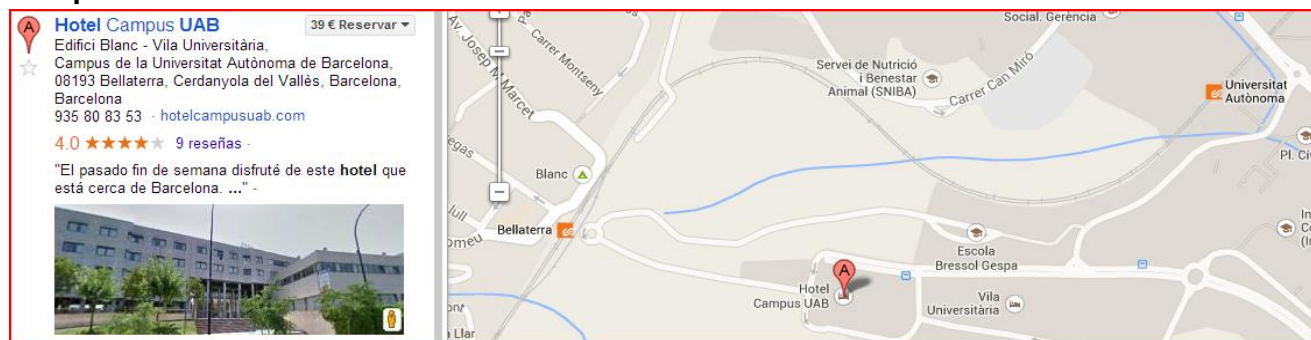 Hotel Campus UAB
39 € Reservar
Edifici Blanc - Vila Universitària,
Campus de la Universitat Autònoma de Barcelona,
08193 Bellaterra, Cerdanyola del Vallès, Barcelona,
Barcelona
935 80 83 53 · hotelcampusuab.com
4.0 ★★★★★ 9 reseñas ·
"El pasado fin de semana disfruté de este hotel que
está cerca de Barcelona. ..." -
A
Av. Josep M. Marcet
Carrer Montseny
Social. Gerència
Servei de Nutrició
i Benestar
Animal (SNIBA)
Carrer Can Miró
Universitat
Autònoma
Blanc
Bellaterra
Escola
Bressol Gespa
A
Hotel
Campus UAB
Vila
Universitària
Llar